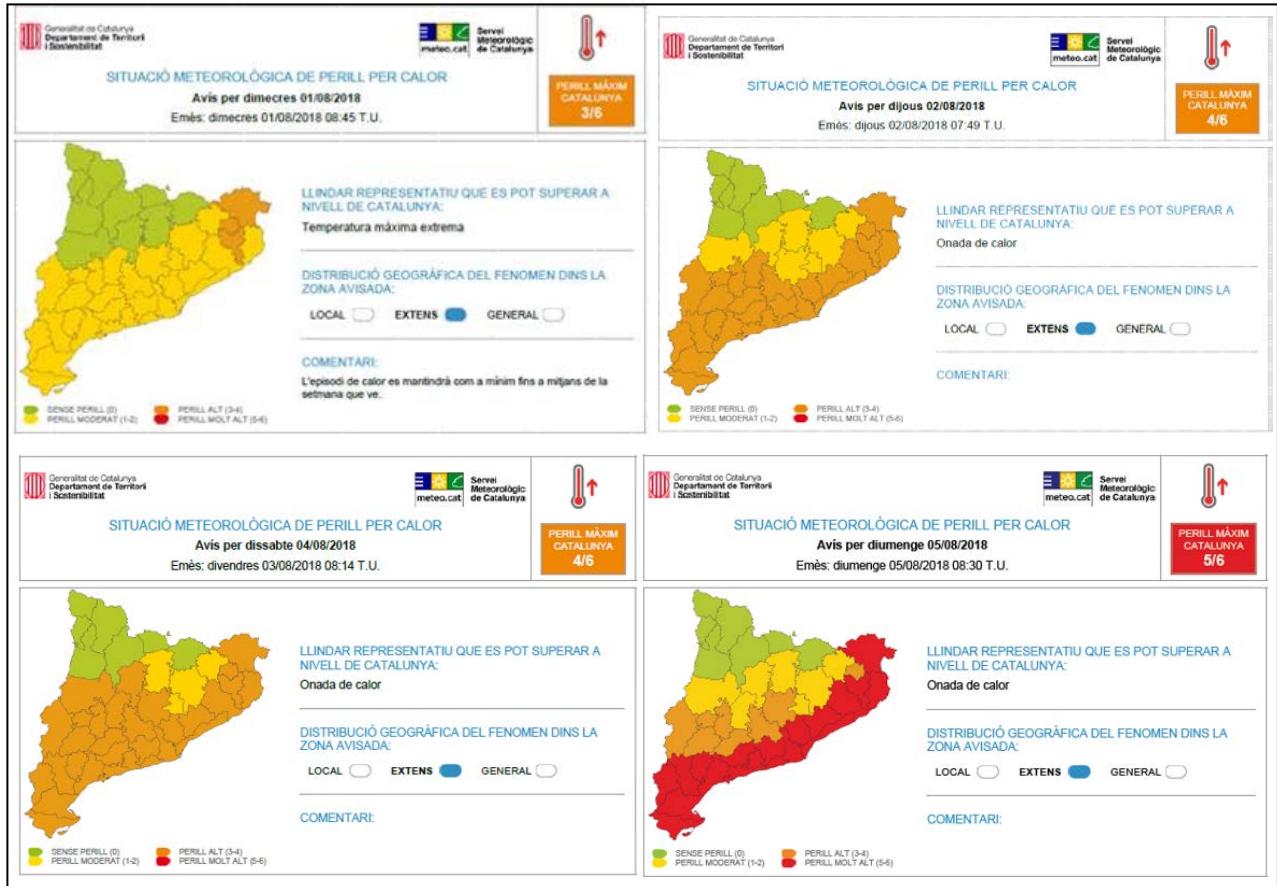 Generalitat de Catalunya
Departament de Territori
i Sostenibilitat
meteo.cat
Servei
Meteorològic
de Catalunya
SITUACIÓ METEOROLÒGICA DE PERILL PER CALOR
Avís per dimecres 01/08/2018
Emès: dimecres 01/08/2018 08:45 T.U.
PERILL MÀXIM
CATALUNYA
3/6
LLINDAR REPRESENTATIU QUE ES POT SUPERAR A
NIVELL DE CATALUNYA:
Temperatura màxima extrema
DISTRIBUCIÓ GEOGRÀFICA DEL FENOMEN DINS LA
ZONA AVISADA:
LOCAL EXTENS GENERAL
COMENTARI:
L'episodi de calor es mantindrà com a mínim fins a mitjans de la
setmana que ve.
SENSE PERILL (0) PERILL ALT (3-4)
PERILL MODERAT (1-2) PERILL MOLT ALT (5-6)
Generalitat de Catalunya
Departament de Territori
i Sostenibilitat
meteo.cat
Servei
Meteorològic
de Catalunya
SITUACIÓ METEOROLÒGICA DE PERILL PER CALOR
Avís per dijous 02/08/2018
Emès: dijous 02/08/2018 07:49 T.U.
PERILL MÀXIM
CATALUNYA
4/6
LLINDAR REPRESENTATIU QUE ES POT SUPERAR A
NIVELL DE CATALUNYA:
Onada de calor
DISTRIBUCIÓ GEOGRÀFICA DEL FENOMEN DINS LA
ZONA AVISADA:
LOCAL EXTENS GENERAL
COMENTARI:
SENSE PERILL (0) PERILL ALT (3-4)
PERILL MODERAT (1-2) PERILL MOLT ALT (5-6)
Generalitat de Catalunya
Departament de Territori
i Sostenibilitat
meteo.cat
Servei
Meteorològic
de Catalunya
SITUACIÓ METEOROLÒGICA DE PERILL PER CALOR
Avís per dissabte 04/08/2018
Emès: divendres 03/08/2018 08:14 T.U.
PERILL MÀXIM
CATALUNYA
4/6
LLINDAR REPRESENTATIU QUE ES POT SUPERAR A
NIVELL DE CATALUNYA:
Onada de calor
DISTRIBUCIÓ GEOGRÀFICA DEL FENOMEN DINS LA
ZONA AVISADA:
LOCAL EXTENS GENERAL
COMENTARI:
SENSE PERILL (0) PERILL ALT (3-4)
PERILL MODERAT (1-2) PERILL MOLT ALT (5-6)
Generalitat de Catalunya
Departament de Territori
i Sostenibilitat
meteo.cat
Servei
Meteorològic
de Catalunya
SITUACIÓ METEOROLÒGICA DE PERILL PER CALOR
Avís per diumenge 05/08/2018
Emès: diumenge 05/08/2018 08:30 T.U.
PERILL MÀXIM
CATALUNYA
5/6
LLINDAR REPRESENTATIU QUE ES POT SUPERAR A
NIVELL DE CATALUNYA:
Onada de calor
DISTRIBUCIÓ GEOGRÀFICA DEL FENOMEN DINS LA
ZONA AVISADA:
LOCAL EXTENS GENERAL
COMENTARI:
SENSE PERILL (0) PERILL ALT (3-4)
PERILL MODERAT (1-2) PERILL MOLT ALT (5-6)